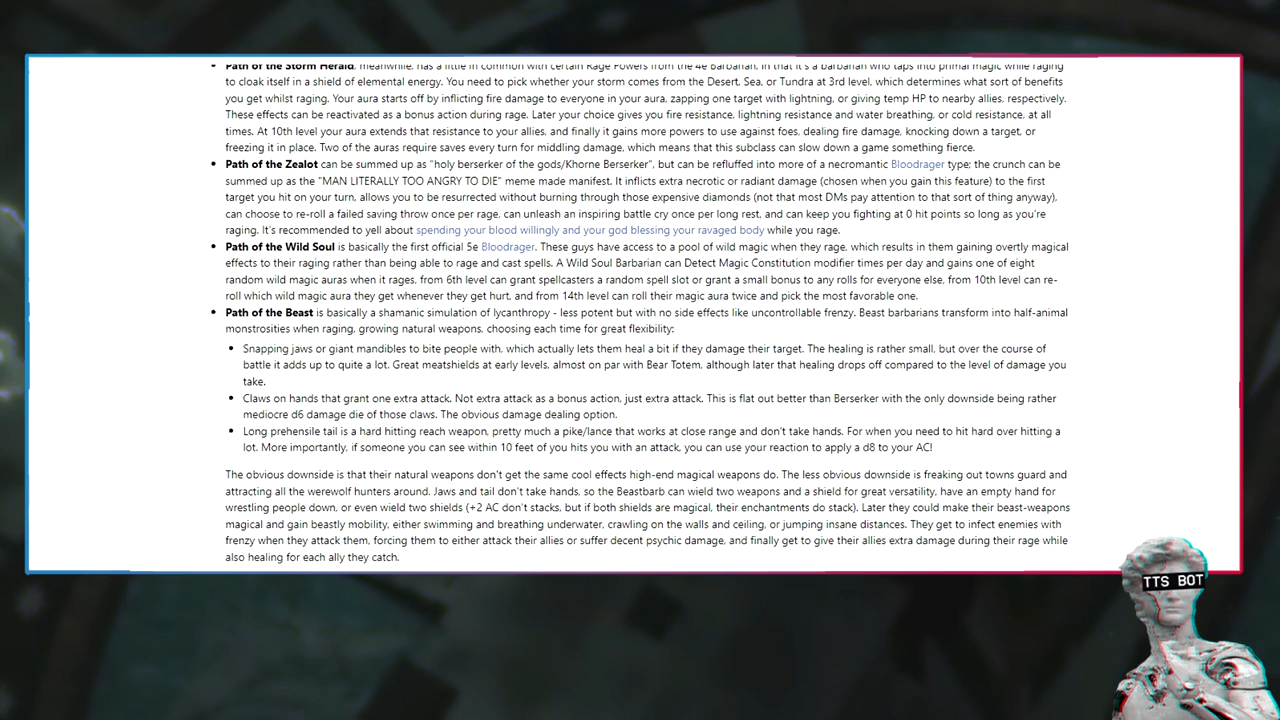 Path of the Storm Herald, meanwhile, has a little in common with certain Rage Powers from the 4e Barbarian, in that it's a barbarian who taps into primal magic while raging
to cloak itself in a shield of elemental energy. You need to pick whether your storm comes from the Desert, Sea, or Tundra at 3rd level, which determines what sort of benefits
you get whilst raging. Your aura starts off by inflicting fire damage to everyone in your aura, zapping one target with lightning, or giving temp HP to nearby allies, respectively.
These effects can be reactivated as a bonus action during rage. Later your choice gives you fire resistance, lightning resistance and water breathing, or cold resistance, at all
times. At 10th level your aura extends that resistance to your allies, and finally it gains more powers to use against foes, dealing fire damage, knocking down a target, or
freezing it in place. Two of the auras require saves every turn for middling damage, which means that this subclass can slow down a game something fierce.
Path of the Zealot can be summed up as "holy berserker of the gods/Khorne Berserker", but can be refluffed into more of a necromantic Bloodrager type; the crunch can be
summed up as the "MAN LITERALLY TOO ANGRY TO DIE" meme made manifest. It inflicts extra necrotic or radiant damage (chosen when you gain this feature) to the first
target you hit on your turn, allows you to be resurrected without burning through those expensive diamonds (not that most DMs pay attention to that sort of thing anyway),
can choose to re-roll a failed saving throw once per rage, can unleash an inspiring battle cry once per long rest, and can keep you fighting at 0 hit points so long as you're
raging. It's recommended to yell about spending your blood willingly and your god blessing your ravaged body while you rage.
Path of the Wild Soul is basically the first official 5e Bloodrager. These guys have access to a pool of wild magic when they rage, which results in them gaining overtly magical
effects to their raging rather than being able to rage and cast spells. A Wild Soul Barbarian can Detect Magic Constitution modifier times per day and gains one of eight
random wild magic auras when it rages, from 6th level can grant spellcasters a random spell slot or grant a small bonus to any rolls for everyone else, from 10th level can re-
roll which wild magic aura they get whenever they get hurt, and from 14th level can roll their magic aura twice and pick the most favorable one.
Path of the Beast is basically a shamanic simulation of lycanthropy - less potent but with no side effects like uncontrollable frenzy. Beast barbarians transform into half-animal
monstrosities when raging, growing natural weapons, choosing each time for great flexibility:
Snapping jaws or giant mandibles to bite people with, which actually lets them heal a bit if they damage their target. The healing is rather small, but over the course of
battle it adds up to quite a lot. Great meatshields at early levels, almost on par with Bear Totem, although later that healing drops off compared to the level of damage you
take.
Claws on hands that grant one extra attack. Not extra attack as a bonus action, just extra attack. This is flat out better than Berserker with the only downside being rather
mediocre d6 damage die of those claws. The obvious damage dealing option.
Long prehensile tail is a hard hitting reach weapon, pretty much a pike/lance that works at close range and don't take hands. For when you need to hit hard over hitting a
lot. More importantly, if someone you can see within 10 feet of you hits you with an attack, you can use your reaction to apply a d8 to your AC!
The obvious downside is that their natural weapons don't get the same cool effects high-end magical weapons do. The less obvious downside is freaking out towns guard and
attracting all the werewolf hunters around. Jaws and tail don't take hands, so the Beastbarb can wield two weapons and a shield for great versatility, have an empty hand for
wrestling people down, or even wield two shields (+2 AC don't stacks, but if both shields are magical, their enchantments do stack). Later they could make their beast-weapons
magical and gain beastly mobility, either swimming and breathing underwater, crawling on the walls and ceiling, or jumping insane distances. They get to infect enemies with
frenzy when they attack them, forcing them to either attack their allies or suffer decent psychic damage, and finally get to give their allies extra damage during their rage while
also healing for each ally they catch.
TTS BOT